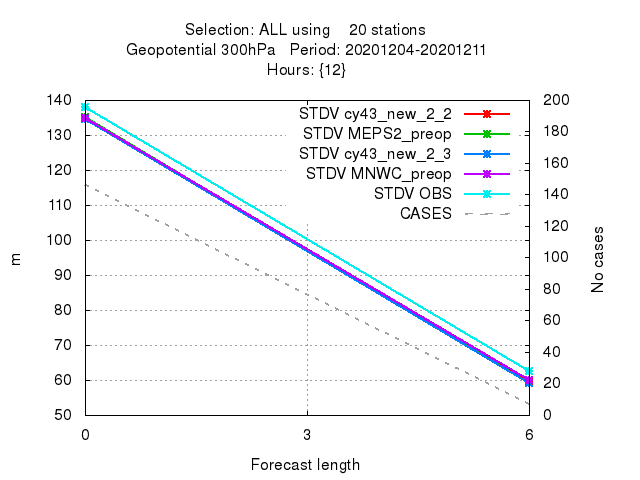 Selection: ALL using 20 stations
Geopotential 300hPa Period: 20201204-20201211
Hours: {12}
140 200
STDV cy43_new_2_2
130 180
STDV MEPS2_preop
120 160
STDV cy43_new_2_3
STDV MNWC_preop
110 140
STDV OBS
CASES
100 120
90 100
80 80
70 60
60 40
50 20
0
m
No cases
0 3 6
Forecast length